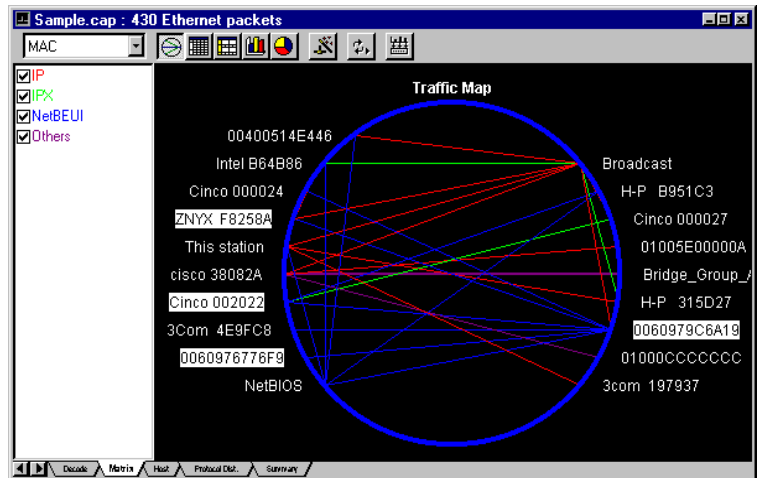 Sample.cap : 430 Ethernet packets
MAC
IP
IPX
NetBEUI
Others
Traffic Map
00400514E446
Intel B64B86
Cinco 000024
ZNYX F8258A
This station
cisco 38082A
Cinco 002022
3Com 4E9FC8
0060976776F9
NetBIOS
Broadcast
H-P B951C3
Cinco 000027
01005E00000A
Bridge_Group_A
H-P 315D27
0060979C6A19
01000CCCCCCC
3com 197937
Decode
Matrix
Host
Protocol Dist.
Summary